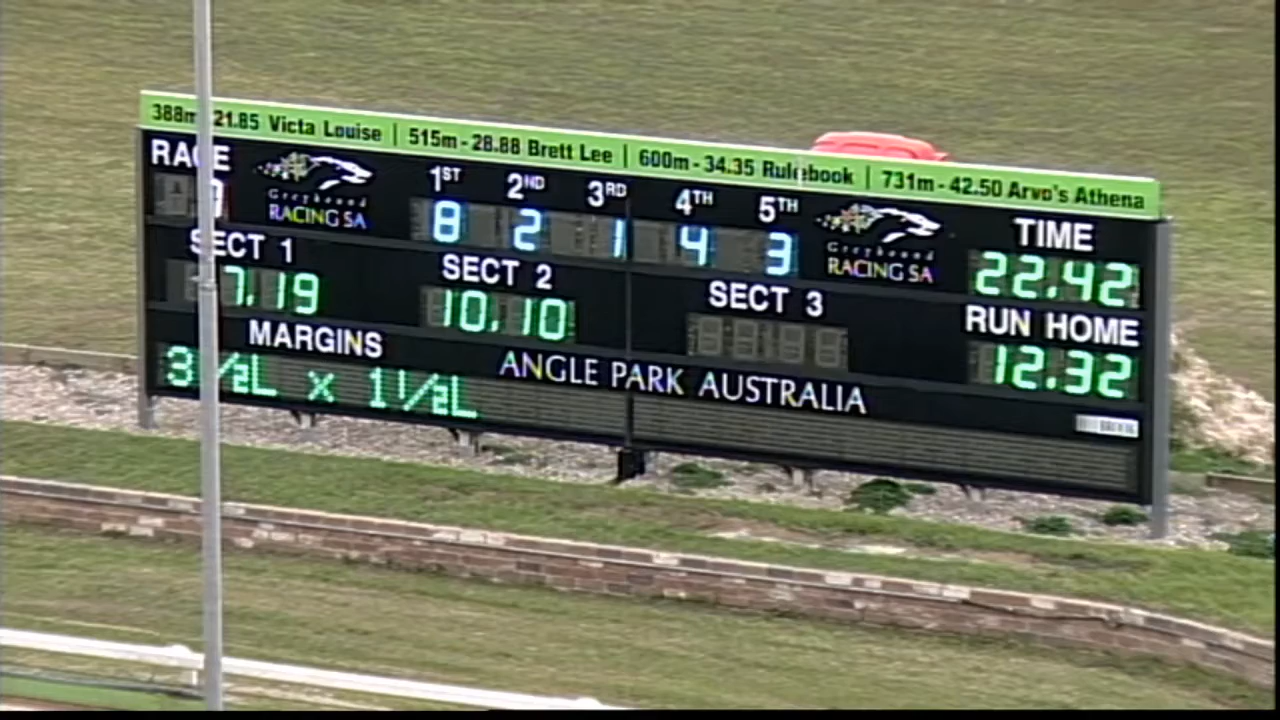 388m 21.85 Victa Louise | 515m - 28.88 Brett Lee | 600m - 34.35 Rulebook | 731m - 42.50 Arvo's Athena
RACE 1ST 2ND 3RD 4TH 5TH TIME
Greyhound RACING SA 8 2 1 4 3 Greyhound RACING SA 22.42
SECT 1 SECT 2 SECT 3 RUN HOME
7.19 10.10 12.32
MARGINS ANGLE PARK AUSTRALIA
3 ½L x 1 ½L